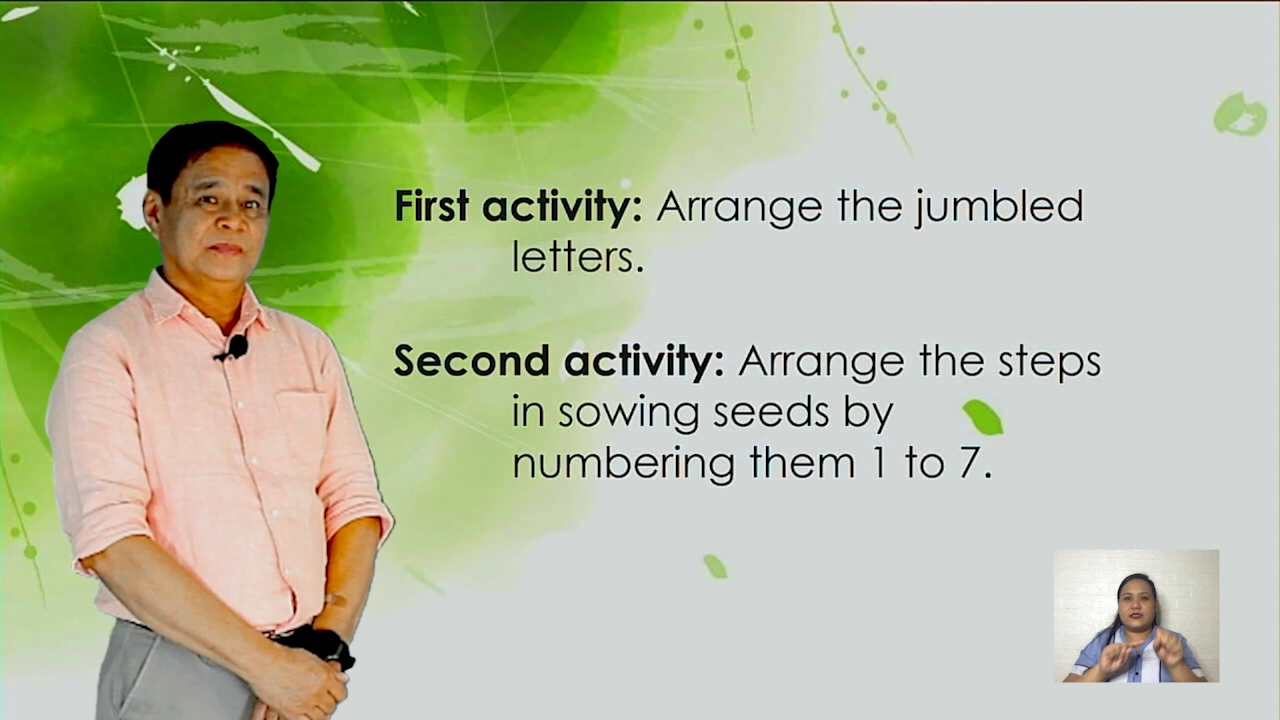 First activity: Arrange the jumbled
letters.
Second activity: Arrange the steps
in sowing seeds by
numbering them 1 to 7.